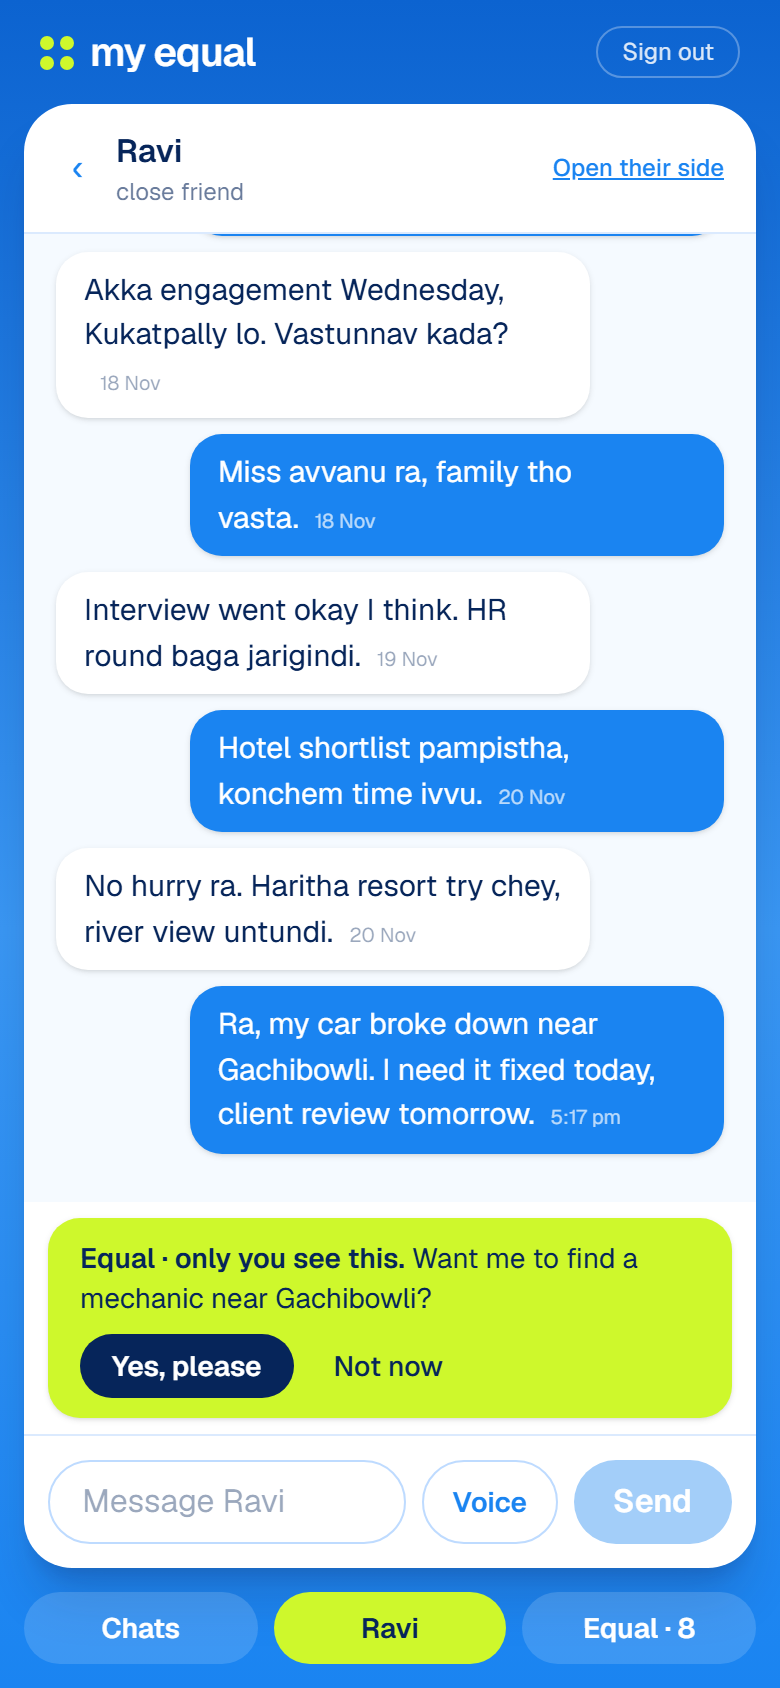 my equal
Sign out
‹
Ravi
close friend
Open their side
Akka engagement Wednesday,
Kukatpally lo. Vastunnav kada?
18 Nov
Miss avvanu ra, family tho
vasta. 18 Nov
Interview went okay I think. HR
round baga jarigindi. 19 Nov
Hotel shortlist pampistha,
konchem time ivvu. 20 Nov
No hurry ra. Haritha resort try chey,
river view untundi. 20 Nov
Ra, my car broke down near
Gachibowli. I need it fixed today,
client review tomorrow. 5:17 pm
Equal · only you see this. Want me to find a
mechanic near Gachibowli?
Yes, please Not now
Message Ravi Voice Send
Chats Ravi Equal · 8